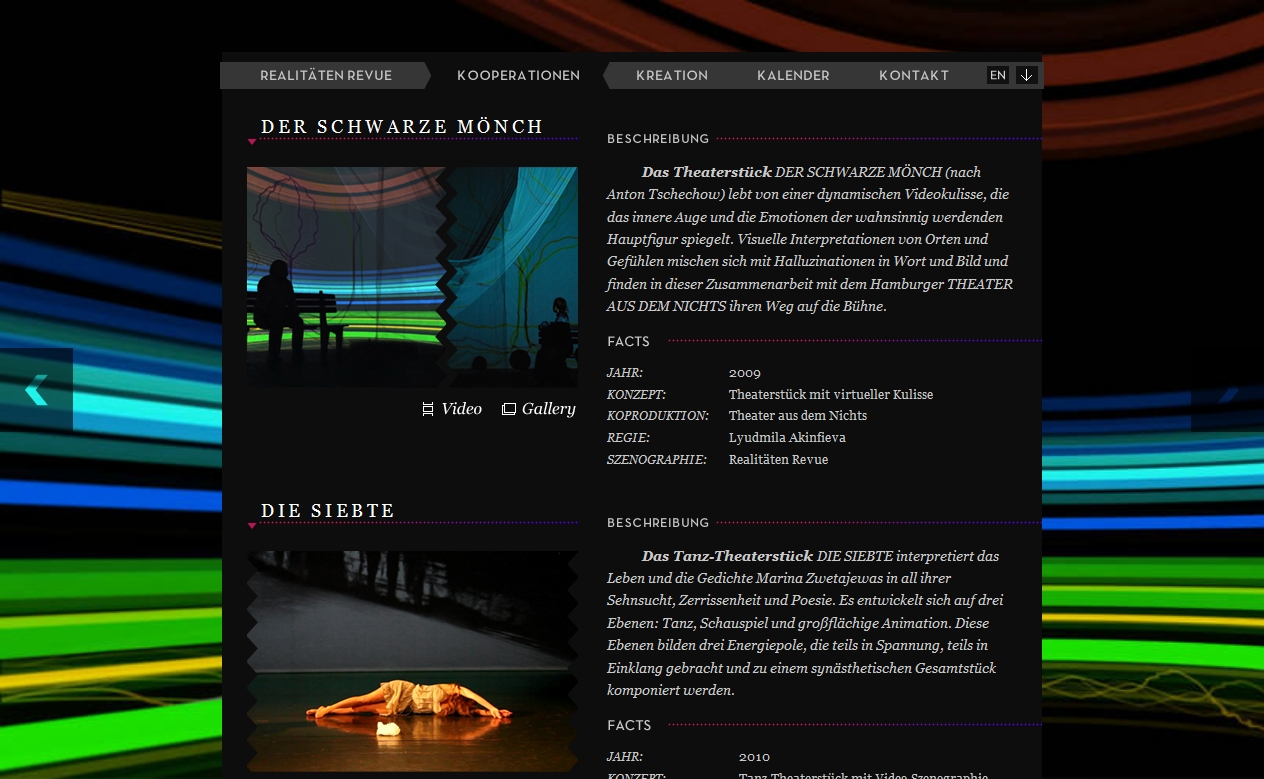 REALITÄTEN REVUE KOOPERATIONEN KREATION KALENDER KONTAKT EN
DER SCHWARZE MÖNCH
Video Gallery
BESCHREIBUNG
Das Theaterstück DER SCHWARZE MÖNCH (nach
Anton Tschechow) lebt von einer dynamischen Videokulisse, die
das innere Auge und die Emotionen der wahnsinnig werdenden
Hauptfigur spiegelt. Visuelle Interpretationen von Orten und
Gefühlen mischen sich mit Halluzinationen in Wort und Bild und
finden in dieser Zusammenarbeit mit dem Hamburger THEATER
AUS DEM NICHTS ihren Weg auf die Bühne.
FACTS
JAHR: 2009
KONZEPT: Theaterstück mit virtueller Kulisse
KOPRODUKTION: Theater aus dem Nichts
REGIE: Lyudmila Akinfieva
SZENOGRAPHIE: Realitäten Revue
DIE SIEBTE
BESCHREIBUNG
Das Tanz-Theaterstück DIE SIEBTE interpretiert das
Leben und die Gedichte Marina Zwetajewas in all ihrer
Sehnsucht, Zerrissenheit und Poesie. Es entwickelt sich auf drei
Ebenen: Tanz, Schauspiel und großflächige Animation. Diese
Ebenen bilden drei Energiepole, die teils in Spannung, teils in
Einklang gebracht und zu einem synästhetischen Gesamtstück
komponiert werden.
FACTS
JAHR: 2010
KONZEPT: Tanz-Theaterstück mit Video-Szenographie